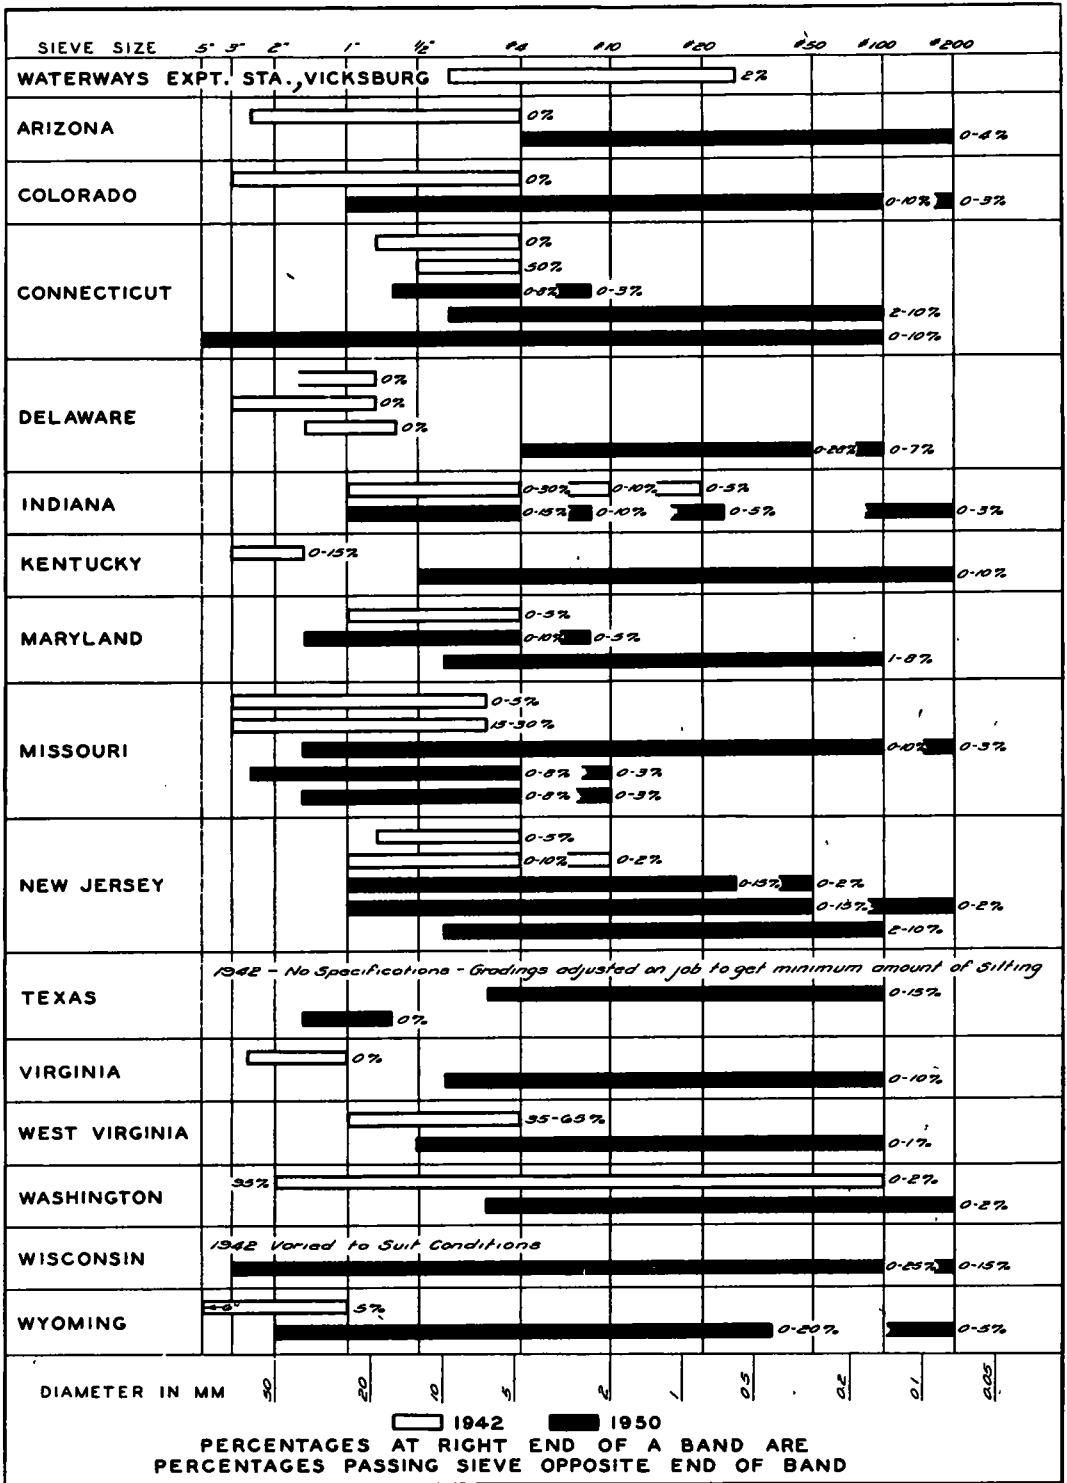 SIEVE SIZE 5" 3" 2" 1" ½" #4 #10 #20 #50 #100 #200
WATERWAYS EXPT. STA., VICKSBURG 2%
ARIZONA 0%
0-4%
COLORADO 0%
0-10% 0-3%
CONNECTICUT 0%
50%
0-8% 0-3%
2-10%
0-10%
DELAWARE 0%
0%
0%
0-20% 0-7%
INDIANA 0-30% 0-10% 0-5%
0-15% 0-10% 0-5% 0-3%
KENTUCKY 0-15%
0-10%
MARYLAND 0-5%
0-10% 0-5%
1-8%
MISSOURI 0-5%
15-30%
0-10% 0-3%
0-8% 0-3%
0-8% 0-3%
NEW JERSEY 0-5%
0-10% 0-2%
0-15% 0-2%
0-15% 0-2%
2-10%
1942 - No Specifications - Gradings adjusted on job to get minimum amount of silting
TEXAS 0-15%
0%
VIRGINIA 0%
0-10%
WEST VIRGINIA 35-65%
0-1%
WASHINGTON 95% 0-2%
0-2%
1942 Varied to Suit Conditions
WISCONSIN 0-25% 0-15%
WYOMING 6" 5%
0-20% 0-5%
DIAMETER IN MM 50 20 10 5 2 1 0.5 0.2 0.1 0.05
1942 1950
PERCENTAGES AT RIGHT END OF A BAND ARE
PERCENTAGES PASSING SIEVE OPPOSITE END OF BAND